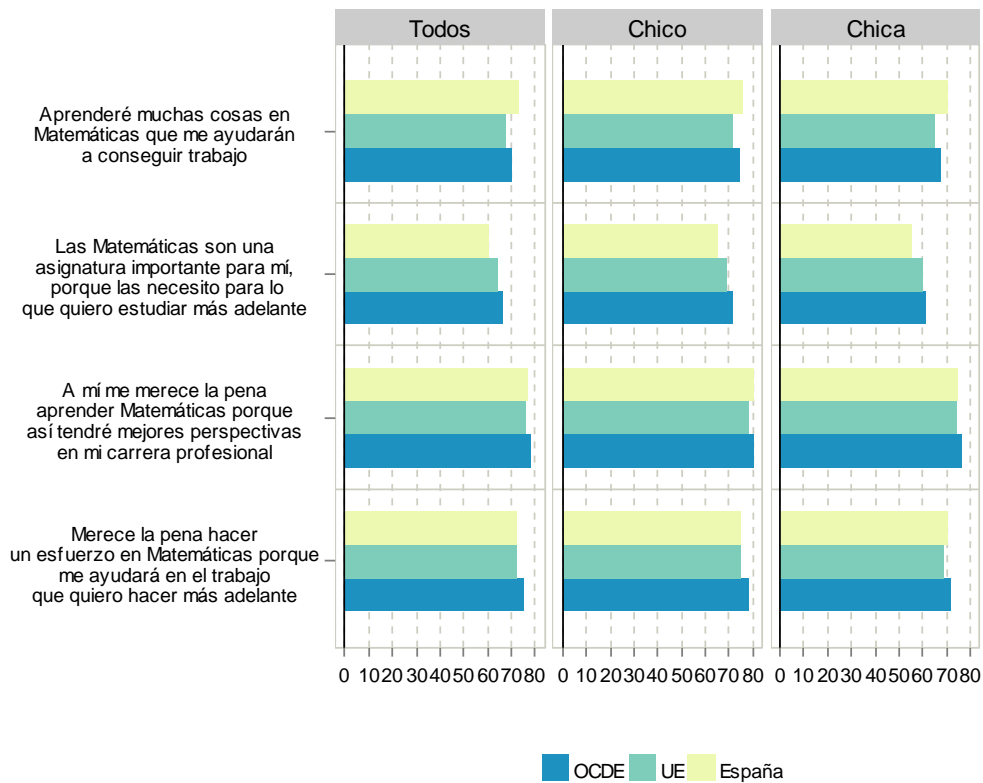 Todos
Chico
Chica
Aprenderé muchas cosas en
Matemáticas que me ayudarán
a conseguir trabajo
Las Matemáticas son una
asignatura importante para mí,
porque las necesito para lo
que quiero estudiar más adelante
A mí me merece la pena
aprender Matemáticas porque
así tendré mejores perspectivas
en mi carrera profesional
Merece la pena hacer
un esfuerzo en Matemáticas porque
me ayudará en el trabajo
que quiero hacer más adelante
0 10 20 30 40 50 60 70 80
0 10 20 30 40 50 60 70 80
0 10 20 30 40 50 60 70 80
OCDE UE España